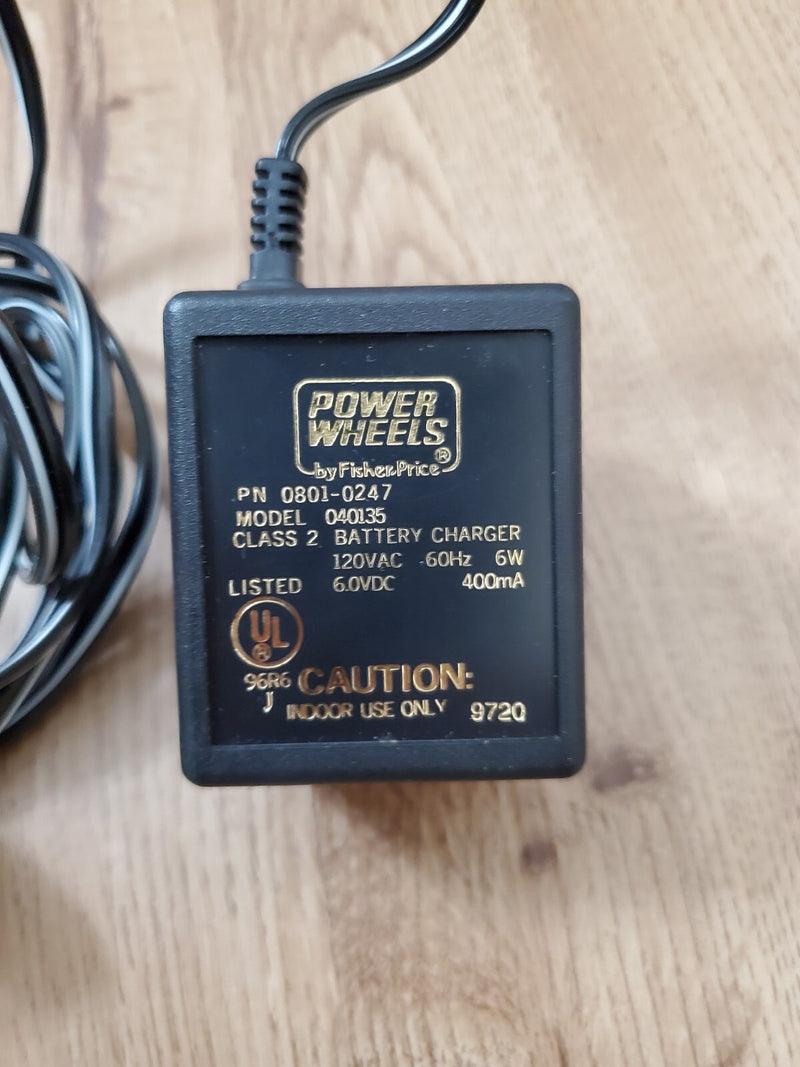 POWER
WHEELS®
by Fisher-Price
PN 0801-0247
MODEL 040135
CLASS 2 BATTERY CHARGER
120VAC 60Hz 6W
LISTED 6.0VDC 400mA
UL®
96R6 CAUTION:
J INDOOR USE ONLY 9720